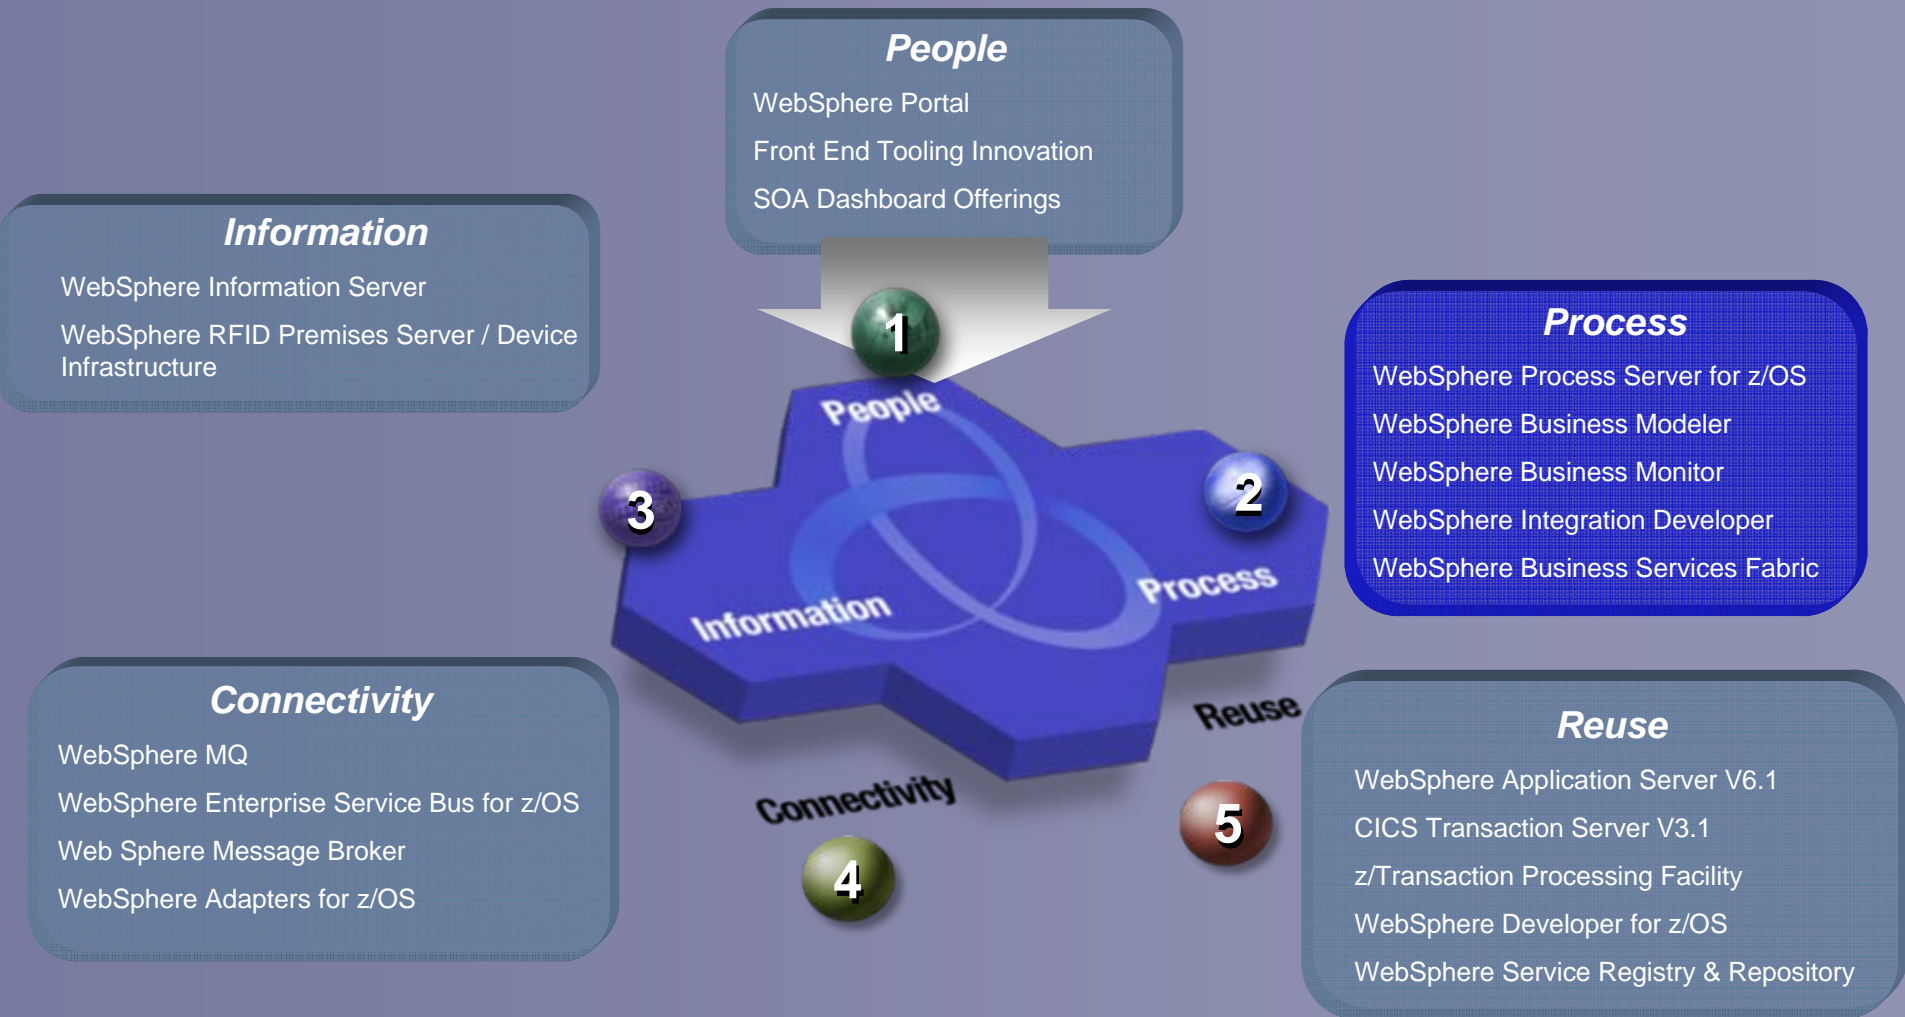 People
WebSphere Portal
Front End Tooling Innovation
SOA Dashboard Offerings
Information
WebSphere Information Server
WebSphere RFID Premises Server / Device
Infrastructure
Process
WebSphere Process Server for z/OS
WebSphere Business Modeler
WebSphere Business Monitor
WebSphere Integration Developer
WebSphere Business Services Fabric
1
People
2
3
Process
Information
Reuse
Connectivity
4
5
Connectivity
WebSphere MQ
WebSphere Enterprise Service Bus for z/OS
Web Sphere Message Broker
WebSphere Adapters for z/OS
Reuse
WebSphere Application Server V6.1
CICS Transaction Server V3.1
z/Transaction Processing Facility
WebSphere Developer for z/OS
WebSphere Service Registry & Repository